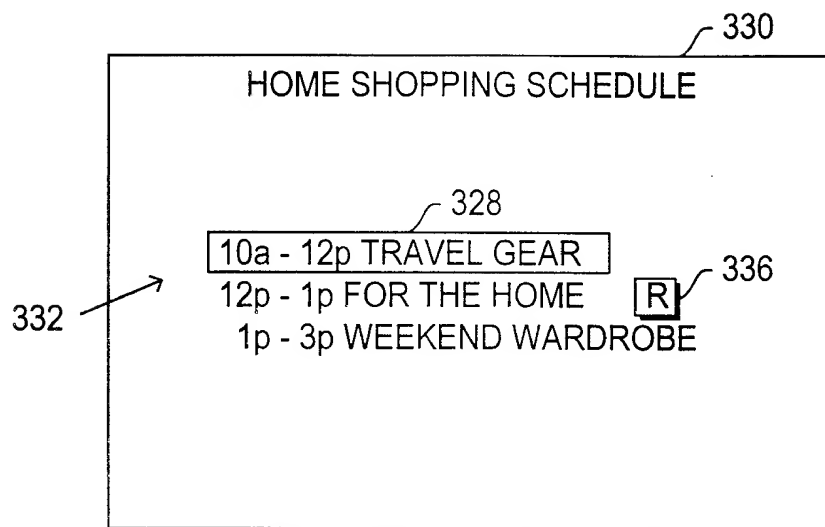 330
HOME SHOPPING SCHEDULE
328
10a - 12p TRAVEL GEAR
336
12p - 1p FOR THE HOME R
332
1p - 3p WEEKEND WARDROBE